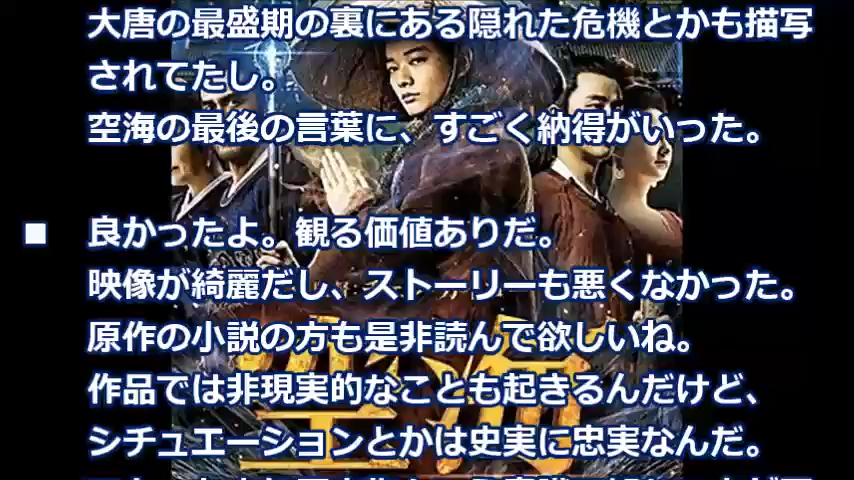 大唐の最盛期の裏にある隠れた危機とかも描写
されてたし。
空海の最後の言葉に、すごく納得がいった。
■ 良かったよ。観る価値ありだ。
映像が綺麗だし、ストーリーも悪くなかった。
原作の小説の方も是非読んで欲しいね。
作品では非現実的なことも起きるんだけど、
シチュエーションとかは史実に忠実なんだ。
空海